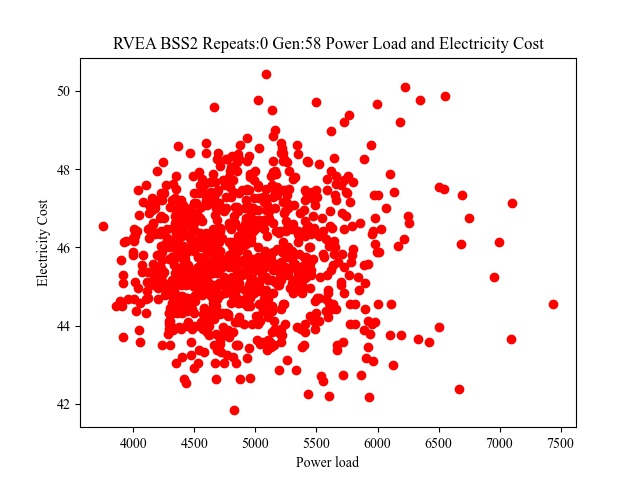 RVEA BSS2 Repeats:0 Gen:58 Power Load and Electricity Cost
50
48
46
44
42
Electricity Cost
4000 4500 5000 5500 6000 6500 7000 7500
Power load